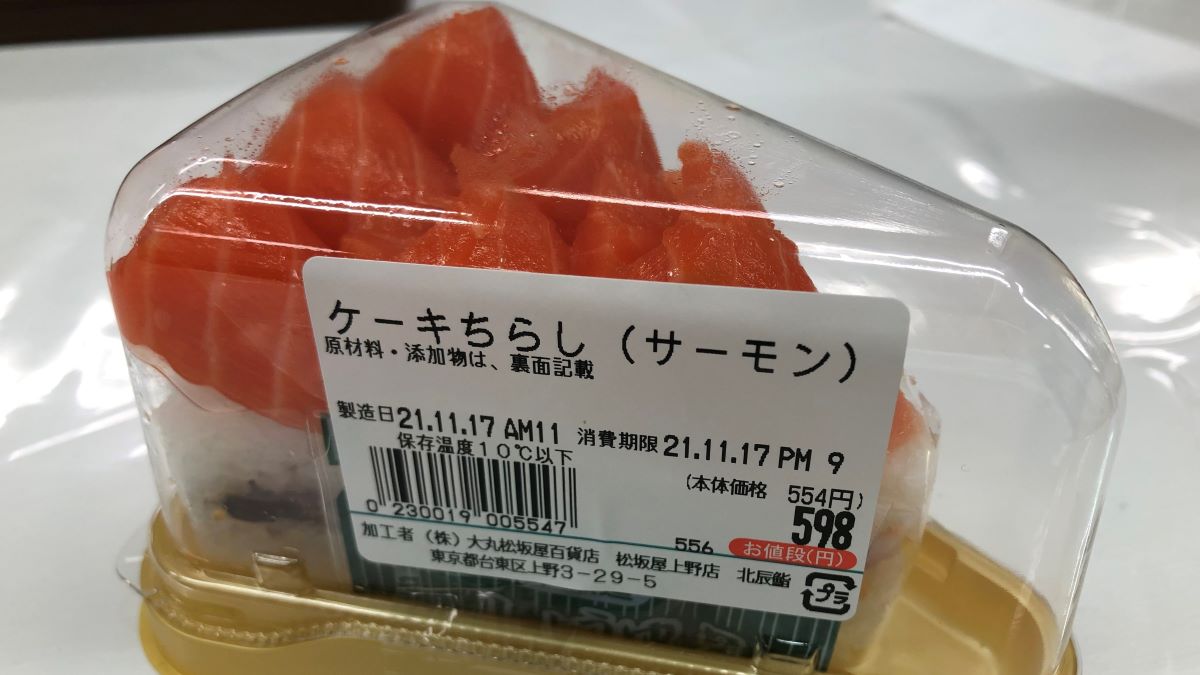 ケーキちらし（サーモン）
原材料・添加物は、裏面記載
製造日21.11.17 AM11 消費期限21.11.17 PM 9
保存温度10℃以下
(本体価格 554円)
598
0 230019 005547
556 お値段(円)
加工者（株）大丸松坂屋百貨店 松坂屋上野店 北辰鮨
東京都台東区上野3-29-5
プラ